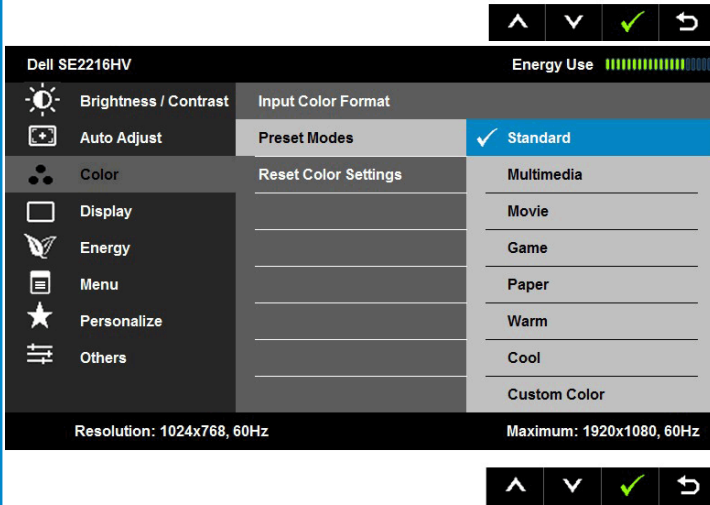 Dell SE2216HV
Energy Use
Brightness / Contrast
Input Color Format
Auto Adjust
Preset Modes
Standard
Color
Reset Color Settings
Multimedia
Display
Movie
Energy
Game
Menu
Paper
Personalize
Warm
Others
Cool
Custom Color
Resolution: 1024x768, 60Hz
Maximum: 1920x1080, 60Hz